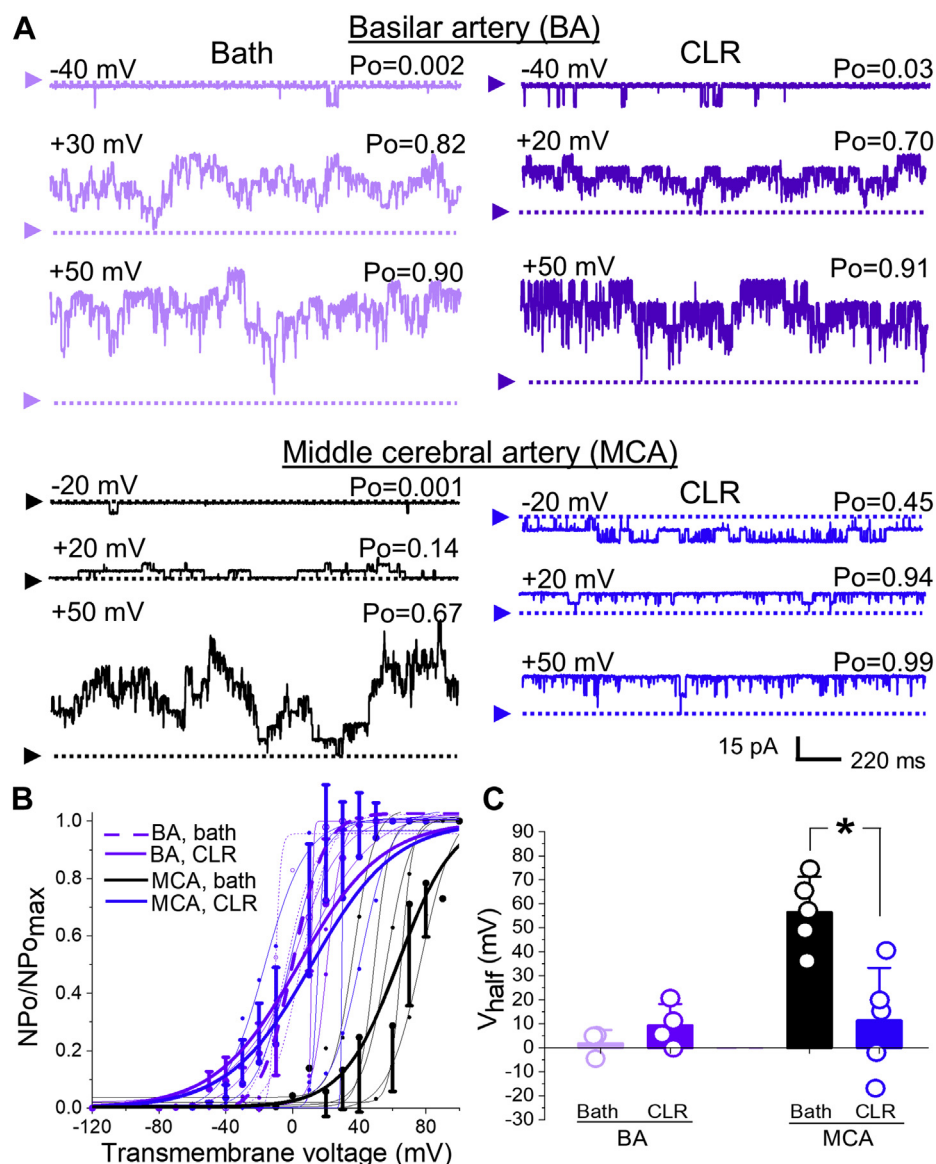 A
Basilar artery (BA)
Bath
CLR
-40 mV
Po=0.002
-40 mV
Po=0.03
+30 mV
Po=0.82
+20 mV
Po=0.70
+50 mV
Po=0.90
+50 mV
Po=0.91
Middle cerebral artery (MCA)
CLR
-20 mV
Po=0.001
-20 mV
Po=0.45
+20 mV
Po=0.14
+20 mV
Po=0.94
+50 mV
Po=0.67
+50 mV
Po=0.99
15 pA
220 ms
B
BA, bath
BA, CLR
MCA, bath
MCA, CLR
1.0
0.8
0.6
0.4
0.2
0.0
NPo/NPomax
-120
-80
-40
0
40
80
Transmembrane voltage (mV)
C
*
90
80
70
60
50
40
30
20
10
0
-10
-20
-30
Vhalf (mV)
Bath
CLR
BA
Bath
CLR
MCA